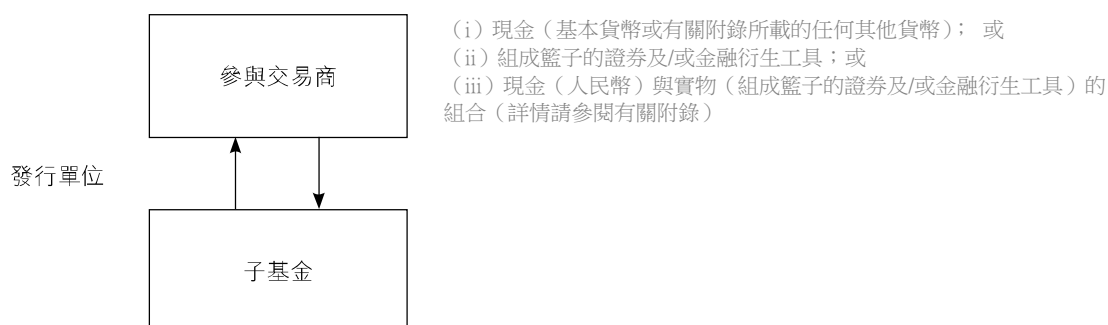 參與交易商
（i）現金（基本貨幣或有關附錄所載的任何其他貨幣）； 或
（ii）組成籃子的證券及/或金融衍生工具；或
（iii）現金（人民幣）與實物（組成籃子的證券及/或金融衍生工具）的
組合（詳情請參閱有關附錄）
發行單位
子基金